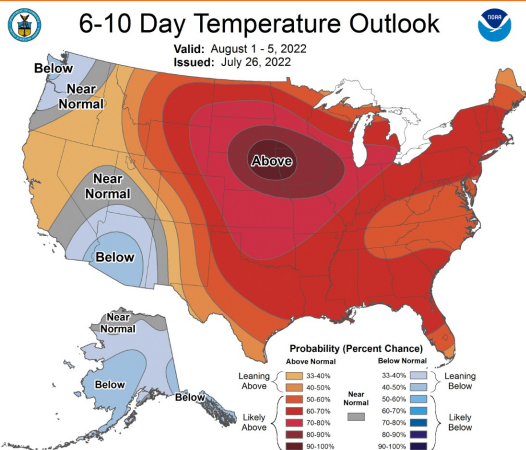 6-10 Day Temperature Outlook
NOAA
Valid: August 1 - 5, 2022
Issued: July 26, 2022
Below
Near
Normal
Above
Near
Normal
Below
Near
Normal
Below
Below
Probability (Percent Chance)
Above Normal
Below Normal
Leaning
Above
33-40%
40-50%
Likely
Above
50-60%
60-70%
70-80%
80-90%
90-100%
Near
Normal
33-40%
40-50%
Leaning
Below
50-60%
60-70%
70-80%
80-90%
90-100%
Likely
Below